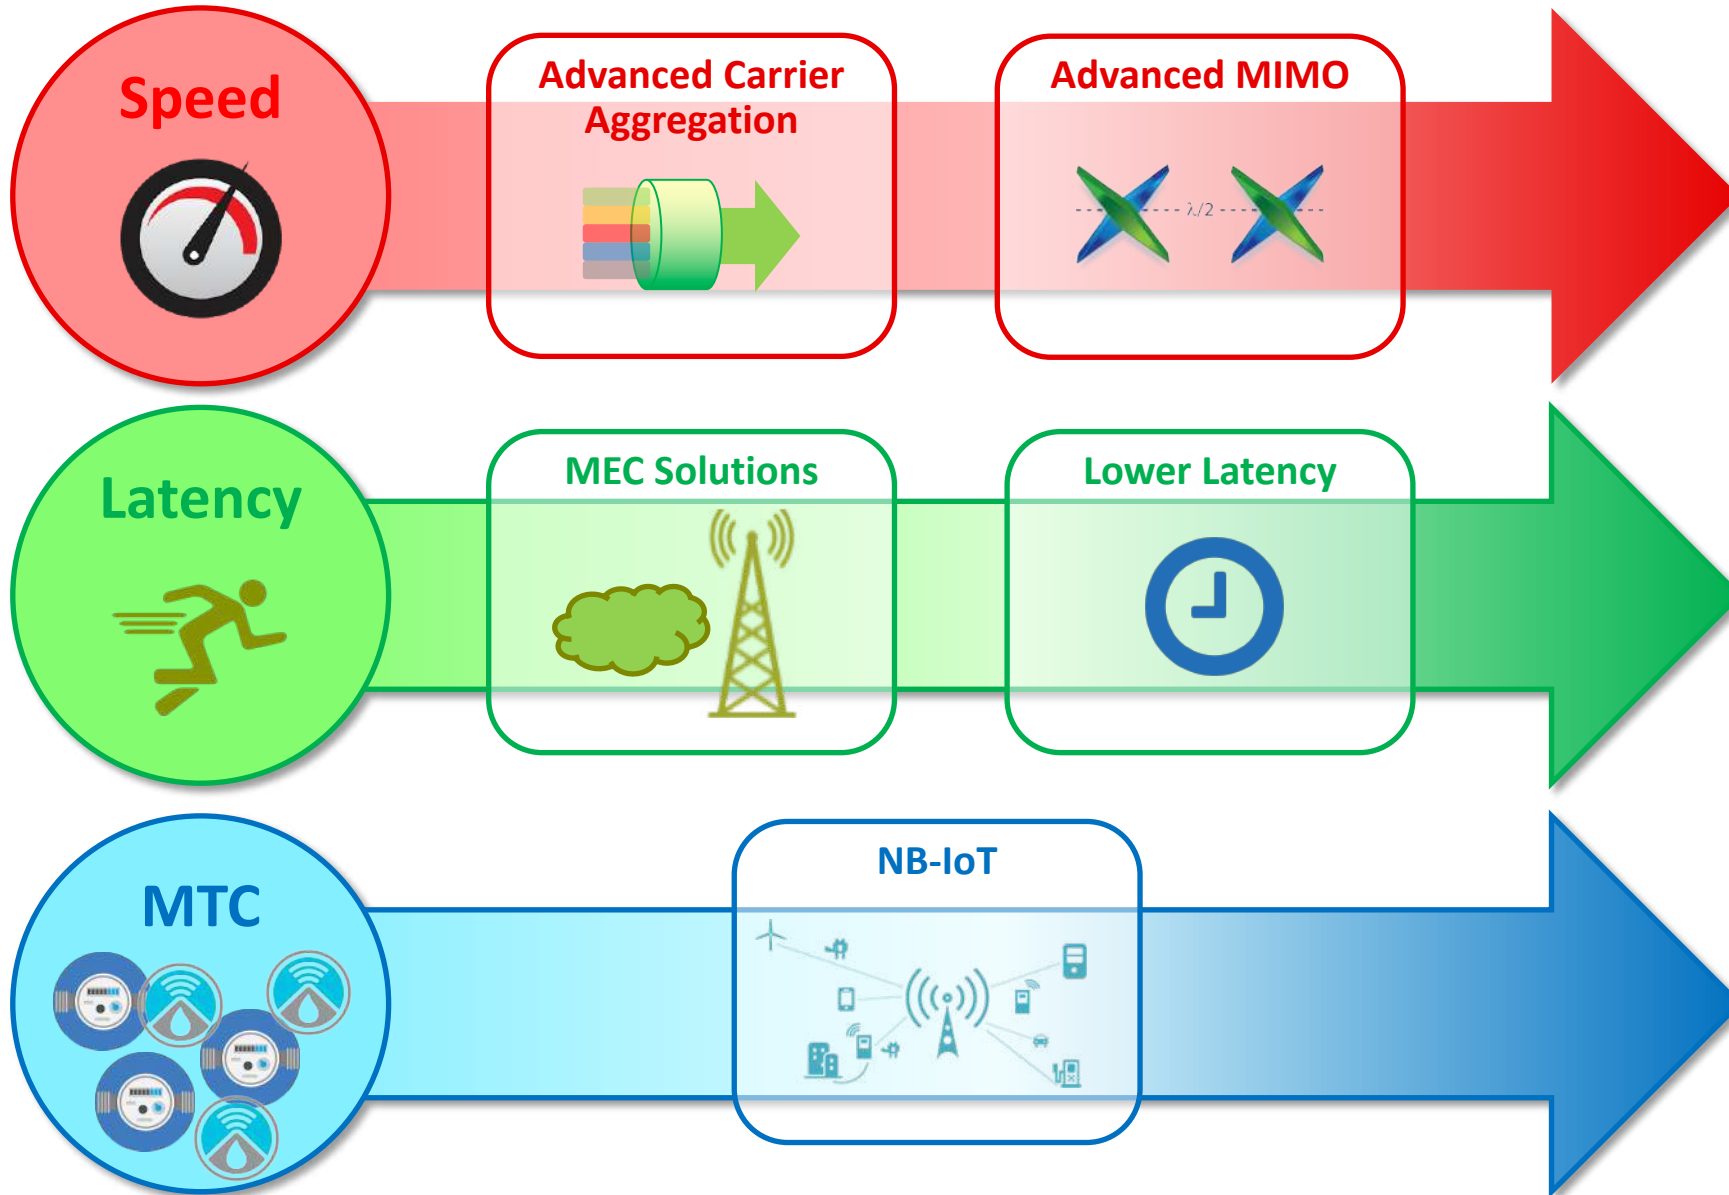 Speed
Advanced Carrier
Aggregation
Advanced MIMO
λ/2
Latency
MEC Solutions
Lower Latency
MTC
NB-IoT